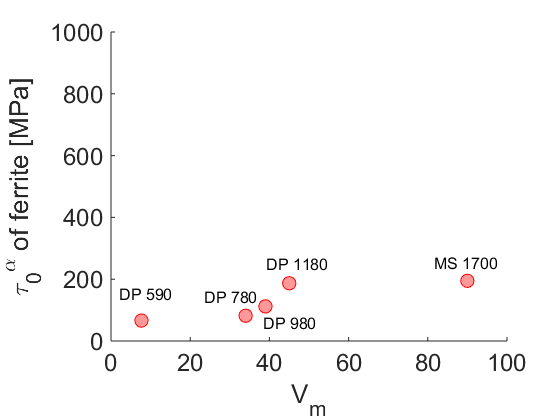 1000
800
600
400
200
0
τ₀^α of ferrite [MPa]
DP 590
DP 780
DP 980
DP 1180
MS 1700
0 20 40 60 80 100
Vₘ